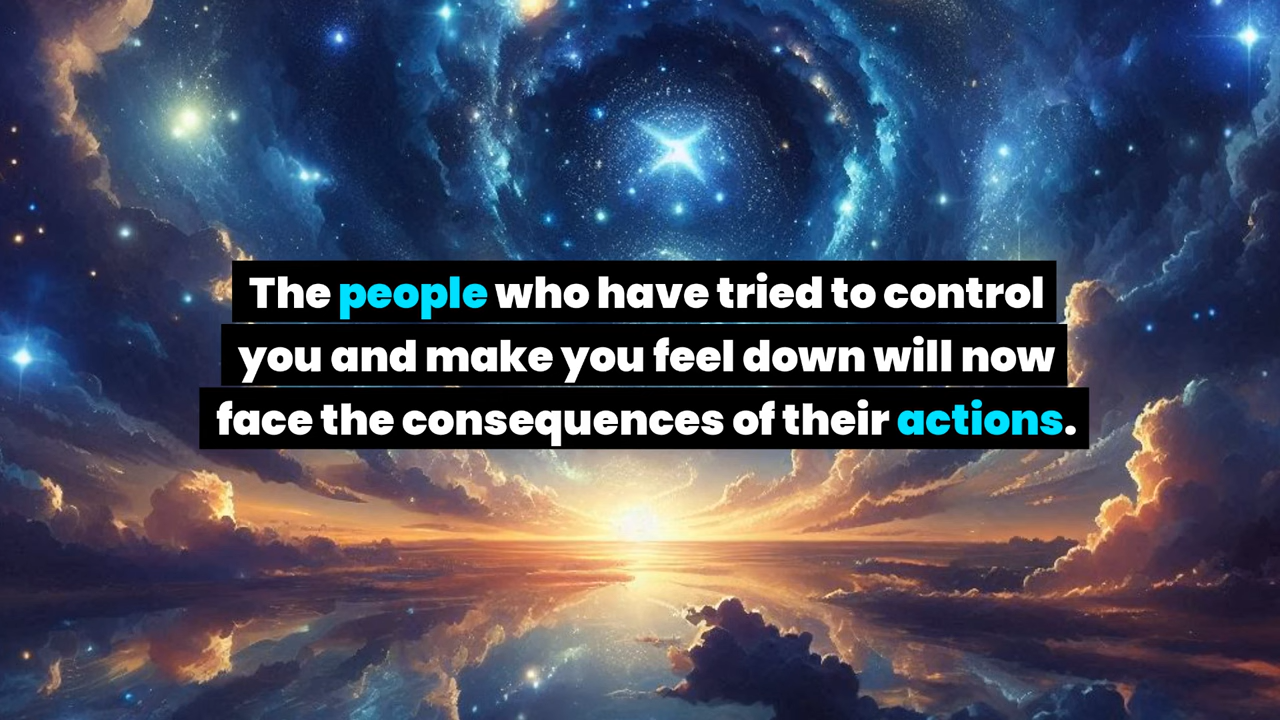 The people who have tried to control
you and make you feel down will now
face the consequences of their actions.